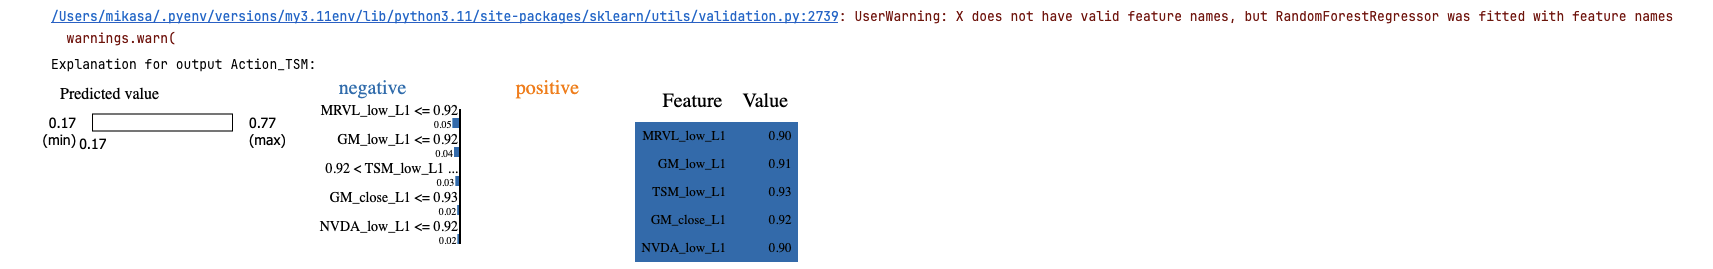 /Users/mikasa/.pyenv/versions/my3.11env/lib/python3.11/site-packages/sklearn/utils/validation.py:2739: UserWarning: X does not have valid feature names, but RandomForestRegressor was fitted with feature names
warnings.warn(
Explanation for output Action_TSM:
Predicted value
0.17
(min)
0.17
0.77
(max)
negative
positive
MRVL_low_L1 <= 0.92
0.05
GM_low_L1 <= 0.92
0.04
0.92 < TSM_low_L1 ...
0.03
GM_close_L1 <= 0.93
0.02
NVDA_low_L1 <= 0.92
0.02
Feature Value
MRVL_low_L1 0.90
GM_low_L1 0.91
TSM_low_L1 0.93
GM_close_L1 0.92
NVDA_low_L1 0.90